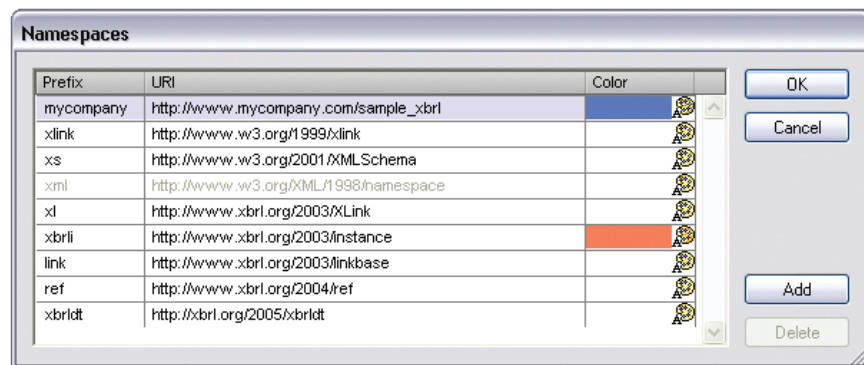 Namespaces
Prefix URI Color
mycompany http://www.mycompany.com/sample_xbrl
xlink http://www.w3.org/1999/xlink
xs http://www.w3.org/2001/XMLSchema
xml http://www.w3.org/XML/1998/namespace
xl http://www.xbrl.org/2003/XLink
xbrli http://www.xbrl.org/2003/instance
link http://www.xbrl.org/2003/linkbase
ref http://www.xbrl.org/2004/ref
xbrldt http://xbrl.org/2005/xbrldt
OK
Cancel
Add
Delete